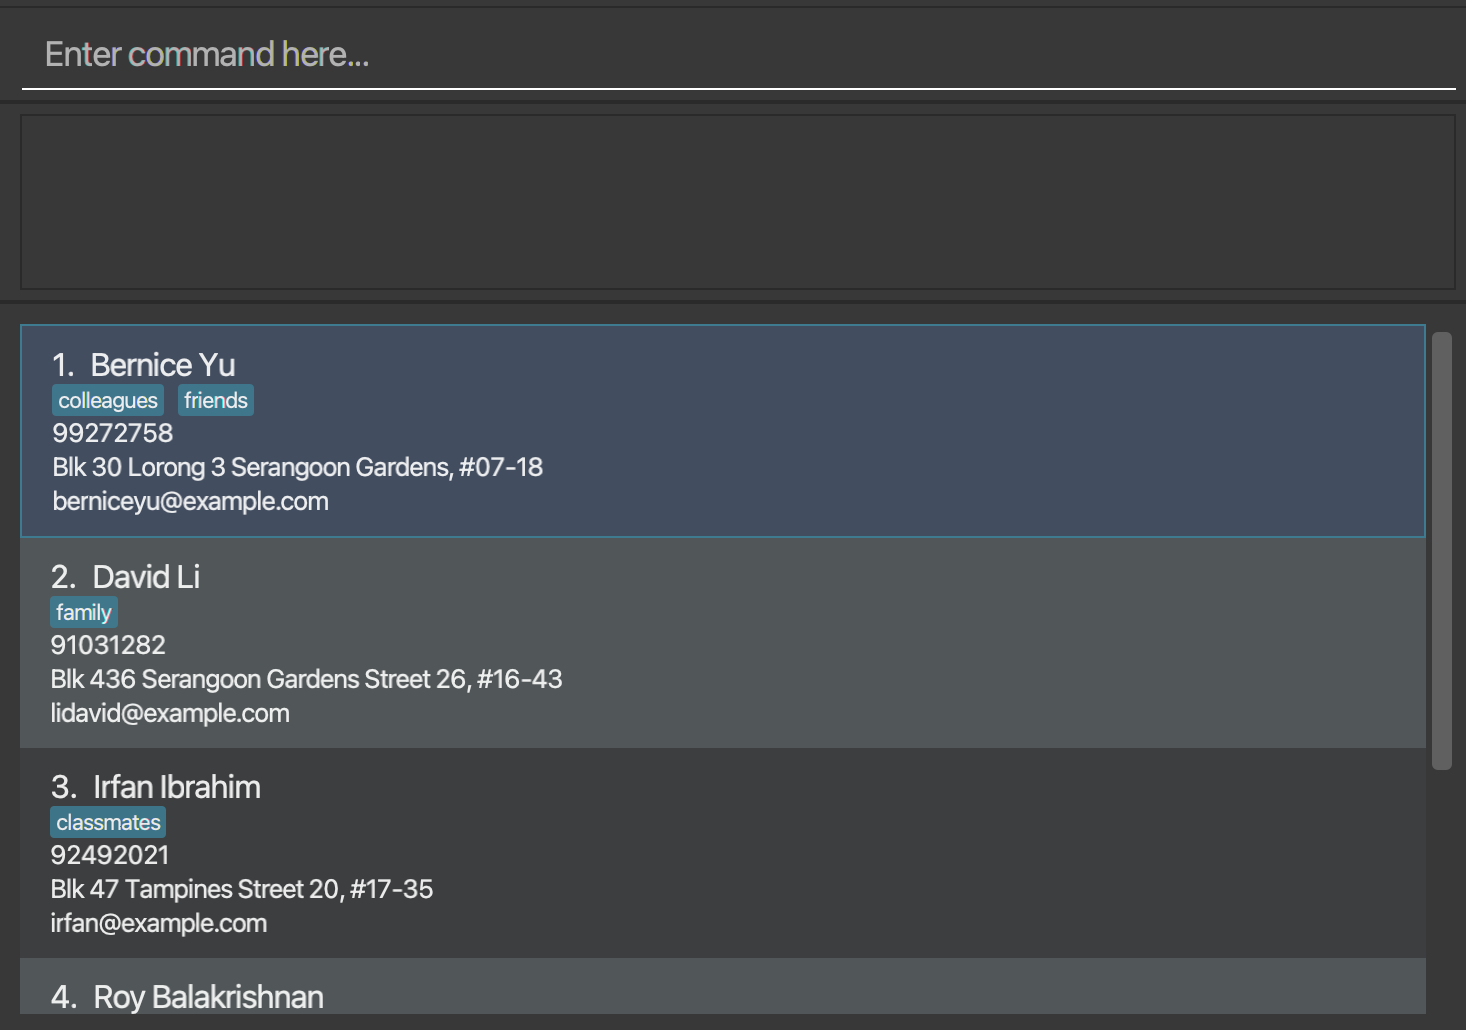 Enter command here...
1. Bernice Yu
colleagues friends
99272758
Blk 30 Lorong 3 Serangoon Gardens, #07-18
berniceyu@example.com
2. David Li
family
91031282
Blk 436 Serangoon Gardens Street 26, #16-43
lidavid@example.com
3. Irfan Ibrahim
classmates
92492021
Blk 47 Tampines Street 20, #17-35
irfan@example.com
4. Roy Balakrishnan